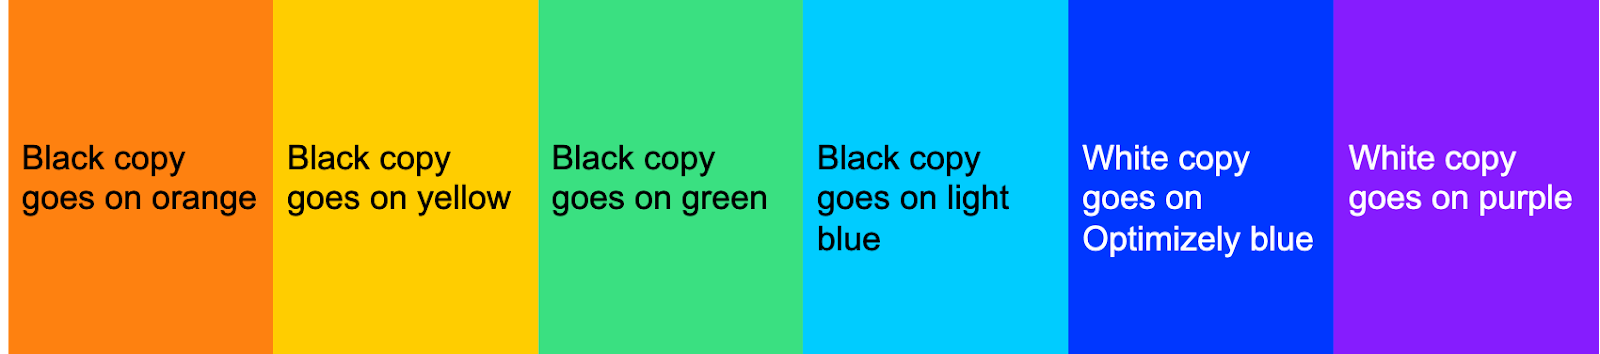 Black copy
goes on orange
Black copy
goes on yellow
Black copy
goes on green
Black copy
goes on light
blue
White copy
goes on
Optimizely blue
White copy
goes on purple